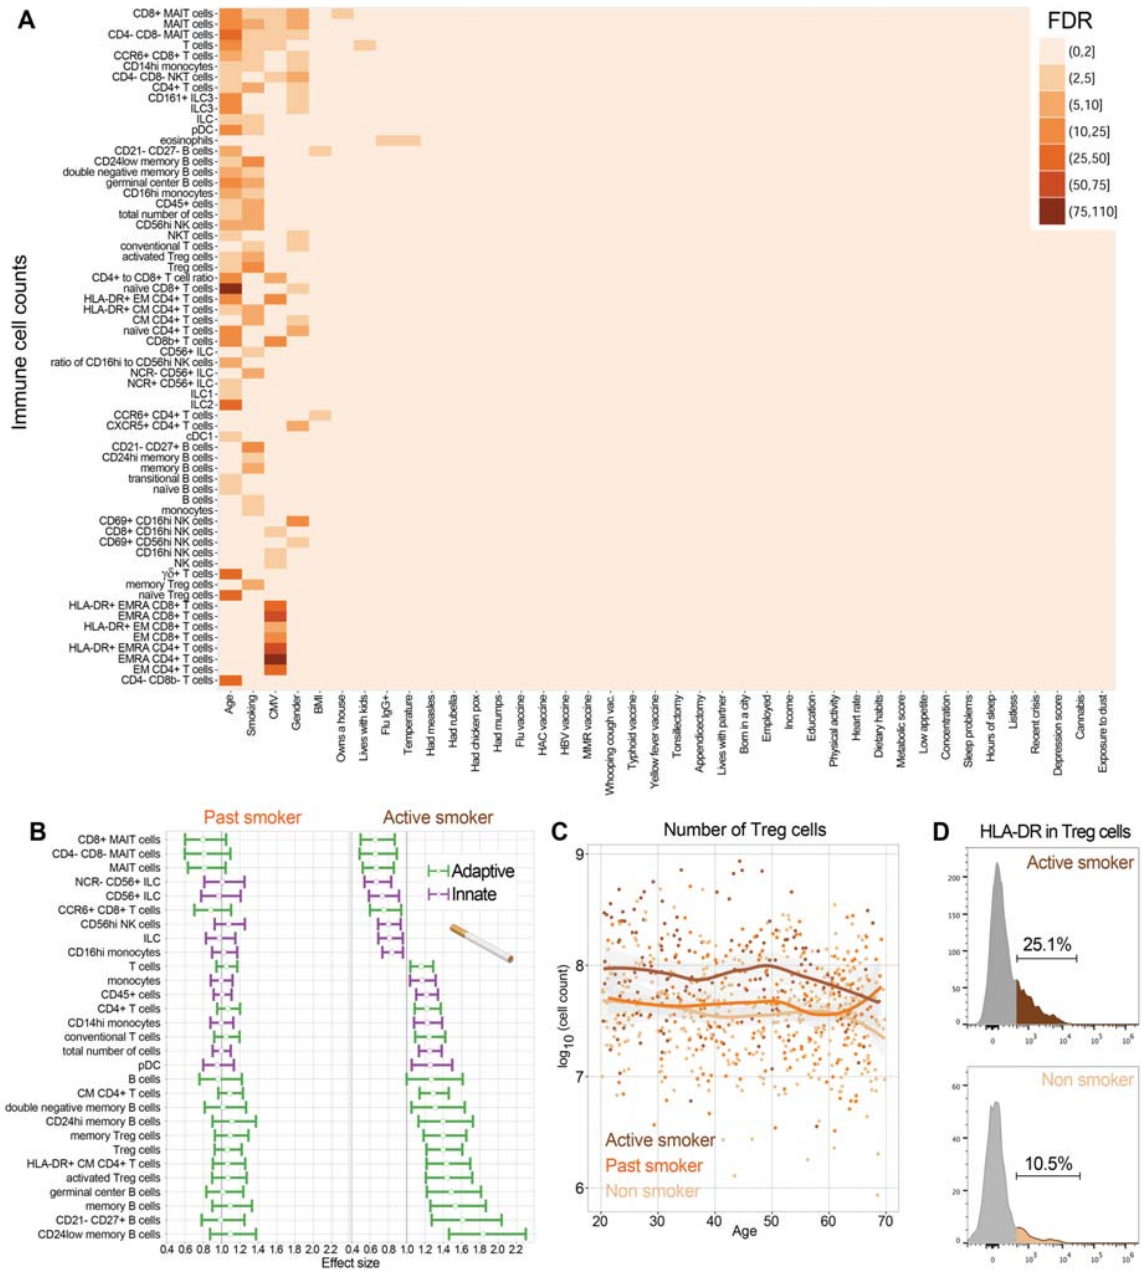 A
FDR
(0,2]
(2,5]
(5,10]
(10,25]
(25,50]
(50,75]
(75,110]
Immune cell counts
CD8+ MAIT cells
MAIT cells
CD4- CD8- MAIT cells
T cells
CCR6+ CD8+ T cells
CD14hi monocytes
CD4- CD8- NKT cells
CD4+ T cells
CD161+ ILC3
ILC3
ILC
pDC
eosinophils
CD21- CD27- B cells
CD24low memory B cells
double negative memory B cells
germinal center B cells
CD16hi monocytes
CD45+ cells
total number of cells
CD56hi NK cells
NKT cells
conventional T cells
activated Treg cells
Treg cells
CD4+ to CD8+ T cell ratio
naïve CD8+ T cells
HLA-DR+ EM CD4+ T cells
HLA-DR+ CM CD4+ T cells
CM CD4+ T cells
naïve CD4+ T cells
CD8b+ T cells
CD56+ ILC
ratio of CD16hi to CD56hi NK cells
NCR- CD56+ ILC
NCR+ CD56+ ILC
ILC1
ILC2
CCR6+ CD4+ T cells
CXCR5+ CD4+ T cells
cDC1
CD21- CD27+ B cells
CD24hi memory B cells
memory B cells
transitional B cells
naïve B cells
B cells
monocytes
CD69+ CD16hi NK cells
CD8+ CD16hi NK cells
CD69+ CD56hi NK cells
CD16hi NK cells
NK cells
γδ+ T cells
memory Treg cells
naïve Treg cells
HLA-DR+ EMRA CD8+ T cells
EMRA CD8+ T cells
HLA-DR+ EM CD8+ T cells
EM CD8+ T cells
HLA-DR+ EMRA CD4+ T cells
EMRA CD4+ T cells
EM CD4+ T cells
CD4- CD8b- T cells
Age
Smoking
CMV
Gender
BMI
Owns a house
Lives with kids
Flu IgG+
Temperature
Had measles
Had rubella
Had chicken pox
Had mumps
Flu vaccine
HAC vaccine
HBV vaccine
MMR vaccine
Whooping cough vac.
Typhoid vaccine
Yellow fever vaccine
Tonsillectomy
Appendicectomy
Lives with partner
Born in a city
Employed
Income
Education
Physical activity
Heart rate
Dietary habits
Metabolic score
Low appetite
Concentration
Sleep problems
Hours of sleep
Listless
Recent crisis
Depression score
Cannabis
Exposure to dust
B
Past smoker
Active smoker
Adaptive
Innate
CD8+ MAIT cells
CD4- CD8- MAIT cells
MAIT cells
NCR- CD56+ ILC
CD56+ ILC
CCR6+ CD8+ T cells
CD56hi NK cells
ILC
CD16hi monocytes
T cells
monocytes
CD45+ cells
CD4+ T cells
CD14hi monocytes
conventional T cells
total number of cells
pDC
B cells
CM CD4+ T cells
double negative memory B cells
CD24hi memory B cells
memory Treg cells
Treg cells
HLA-DR+ CM CD4+ T cells
activated Treg cells
germinal center B cells
memory B cells
CD21- CD27+ B cells
CD24low memory B cells
0.4 0.6 0.8 1.0 1.2 1.4 1.6 1.8 2.0 2.2 0.4 0.6 0.8 1.0 1.2 1.4 1.6 1.8 2.0 2.2
Effect size
C
Number of Treg cells
log10 (cell count)
9
8
7
6
Active smoker
Past smoker
Non smoker
20 30 40 50 60 70
Age
D
HLA-DR in Treg cells
Active smoker
200
150
100
50
0
25.1%
0 10³ 10⁴ 10⁵ 10⁶
Non smoker
60
40
20
0
10.5%
0 10³ 10⁴ 10⁵ 10⁶